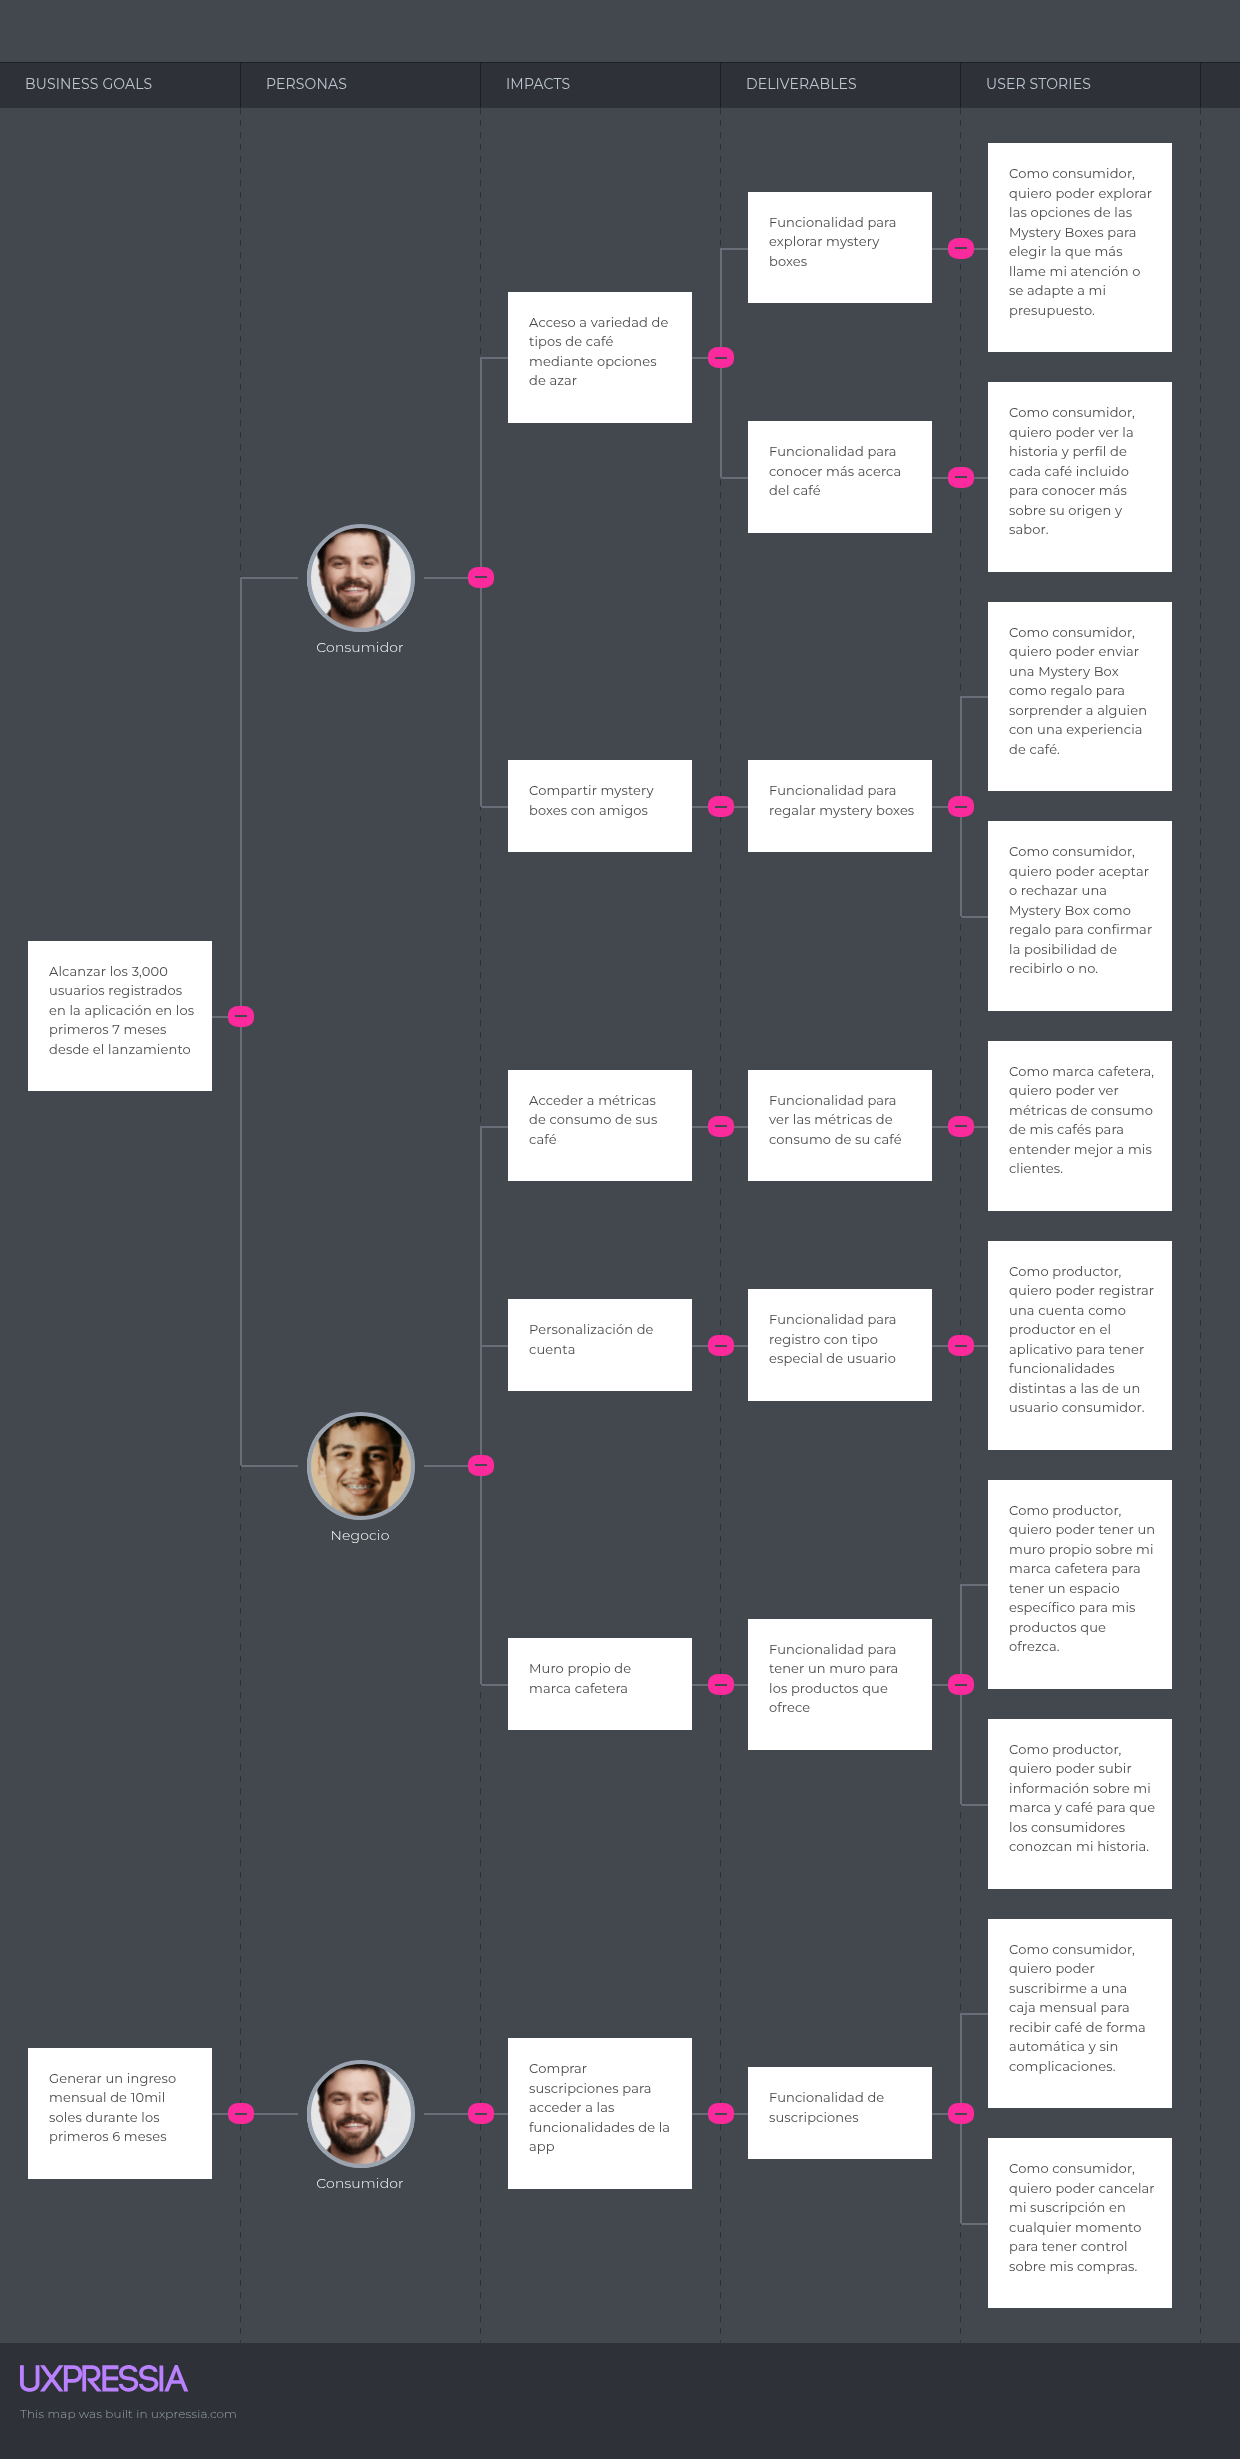 BUSINESS GOALS
PERSONAS
IMPACTS
DELIVERABLES
USER STORIES
Alcanzar los 3,000
usuarios registrados
en la aplicación en los
primeros 7 meses
desde el lanzamiento
Consumidor
Acceso a variedad de
tipos de café
mediante opciones
de azar
Funcionalidad para
explorar mystery
boxes
Como consumidor,
quiero poder explorar
las opciones de las
Mystery Boxes para
elegir la que más
llame mi atención o
se adapte a mi
presupuesto.
Funcionalidad para
conocer más acerca
del café
Como consumidor,
quiero poder ver la
historia y perfil de
cada café incluido
para conocer más
sobre su origen y
sabor.
Compartir mystery
boxes con amigos
Funcionalidad para
regalar mystery boxes
Como consumidor,
quiero poder enviar
una Mystery Box
como regalo para
sorprender a alguien
con una experiencia
de café.
Como consumidor,
quiero poder aceptar
o rechazar una
Mystery Box como
regalo para confirmar
la posibilidad de
recibirlo o no.
Negocio
Acceder a métricas
de consumo de sus
café
Funcionalidad para
ver las métricas de
consumo de su café
Como marca cafetera,
quiero poder ver
métricas de consumo
de mis cafés para
entender mejor a mis
clientes.
Personalización de
cuenta
Funcionalidad para
registro con tipo
especial de usuario
Como productor,
quiero poder registrar
una cuenta como
productor en el
aplicativo para tener
funcionalidades
distintas a las de un
usuario consumidor.
Muro propio de
marca cafetera
Funcionalidad para
tener un muro para
los productos que
ofrece
Como productor,
quiero poder tener un
muro propio sobre mi
marca cafetera para
tener un espacio
específico para mis
productos que
ofrezca.
Como productor,
quiero poder subir
información sobre mi
marca y café para que
los consumidores
conozcan mi historia.
Generar un ingreso
mensual de 10mil
soles durante los
primeros 6 meses
Consumidor
Comprar
suscripciones para
acceder a las
funcionalidades de la
app
Funcionalidad de
suscripciones
Como consumidor,
quiero poder
suscribirme a una
caja mensual para
recibir café de forma
automática y sin
complicaciones.
Como consumidor,
quiero poder cancelar
mi suscripción en
cualquier momento
para tener control
sobre mis compras.
UXPRESSIA
This map was built in uxpressia.com